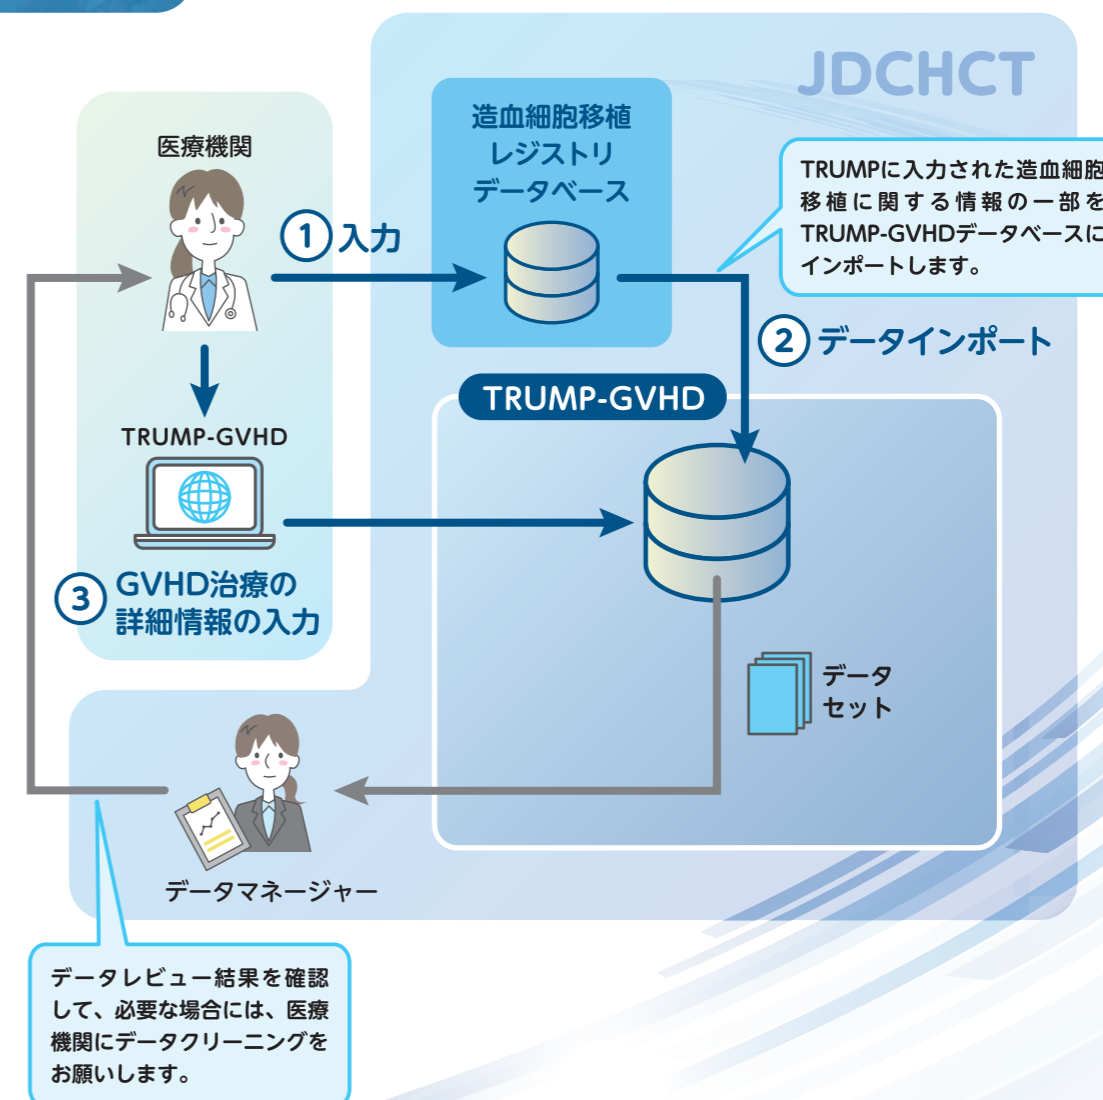 JDCHCT
医療機関
造血細胞移植
レジストリ
データベース
TRUMPに入力された造血細胞
移植に関する情報の一部を
TRUMP-GVHDデータベースに
インポートします。
1 入力
2 データインポート
TRUMP-GVHD
TRUMP-GVHD
3 GVHD治療の
詳細情報の入力
データ
セット
データマネージャー
データレビュー結果を確認
して、必要な場合には、医療
機関にデータクリーニングを
お願いします。